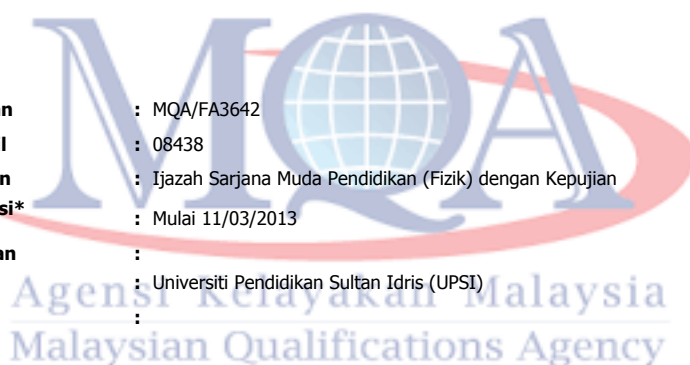 MQA
an : MQA/FA3642
l : 08438
n : Ijazah Sarjana Muda Pendidikan (Fizik) dengan Kepujian
si* : Mulai 11/03/2013
an :
: Universiti Pendidikan Sultan Idris (UPSI)
:
Agensi Kelayakan Malaysia
Malaysian Qualifications Agency